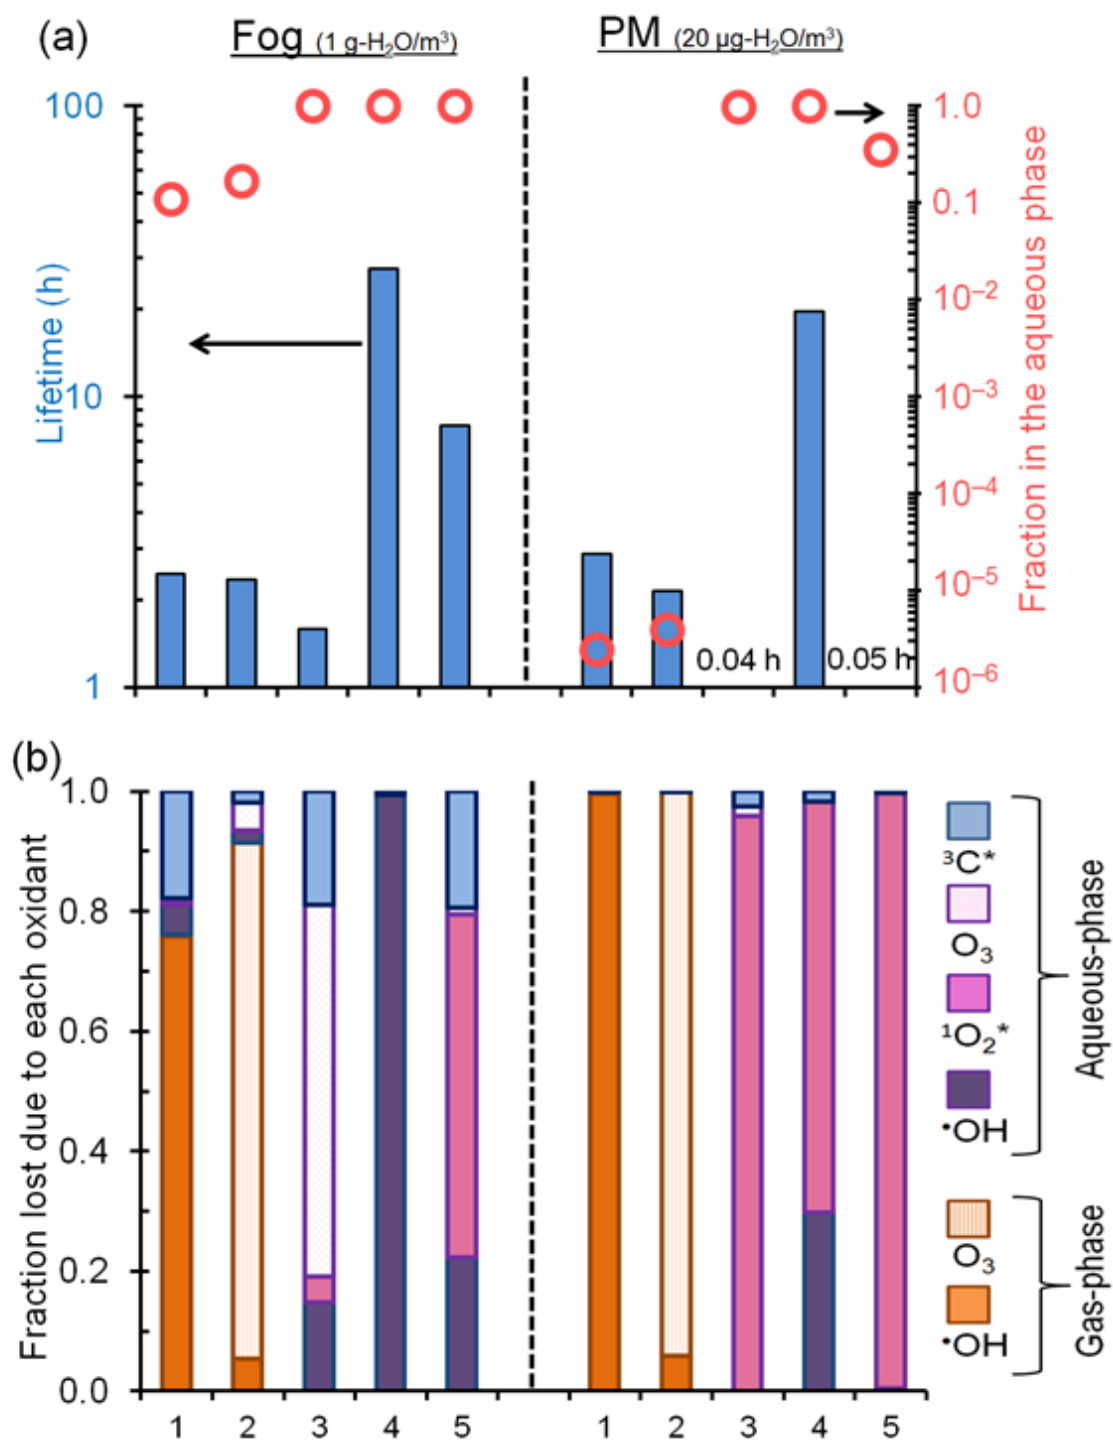 (a)
Fog (1 g-H₂O/m³)
PM (20 µg-H₂O/m³)
Lifetime (h)
100
10
1
0.04 h
0.05 h
1.0
0.1
10⁻²
10⁻³
10⁻⁴
10⁻⁵
10⁻⁶
Fraction in the aqueous phase
(b)
Fraction lost due to each oxidant
1.0
0.8
0.6
0.4
0.2
0.0
1 2 3 4 5 1 2 3 4 5
³C*
O₃
¹O₂*
•OH
Aqueous-phase
O₃
•OH
Gas-phase